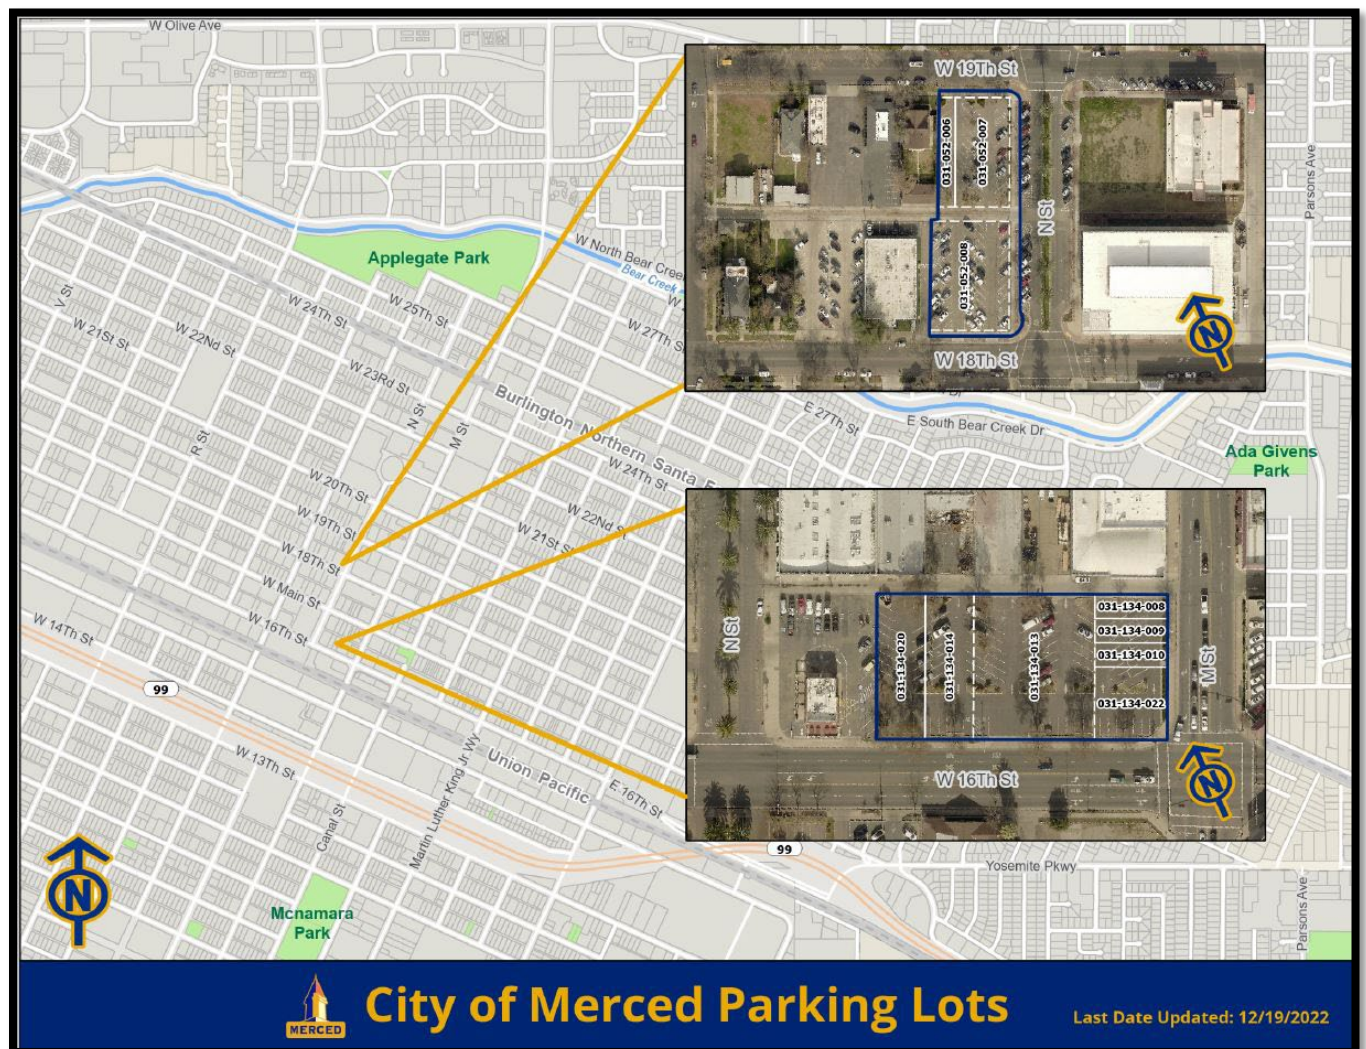 W Olive Ave
W 19Th St
031-052-006
031-052-007
N St
031-052-008
W 18Th St
N
Parsons Ave
Applegate Park
W North Bear Cree
Bear Creek
V St
W 21St St
W 22Nd St
W 24Th St
W 25Th St
W 27Th S
W 23Rd St
N St
M St
R St
Burlington Northern Santa F
E 27Th St
Dr
E South Bear Creek Dr
Ada Givens
Park
W 20Th St
W 19Th St
W 18Th St
W 24Th St
W 22Nd St
W 21St S
W Main St
W 16Th St
W 14Th St
99
N St
031-134-020
031-134-014
031-134-013
031-134-008
031-134-009
031-134-010
031-134-022
M St
W 16Th St
N
W 13Th St
Canal St
Martin Luther King Jr Wy
Union Pacific
E 16Th St
99
Yosemite Pkwy
Parsons Ave
N
Mcnamara
Park
MERCED
City of Merced Parking Lots
Last Date Updated: 12/19/2022